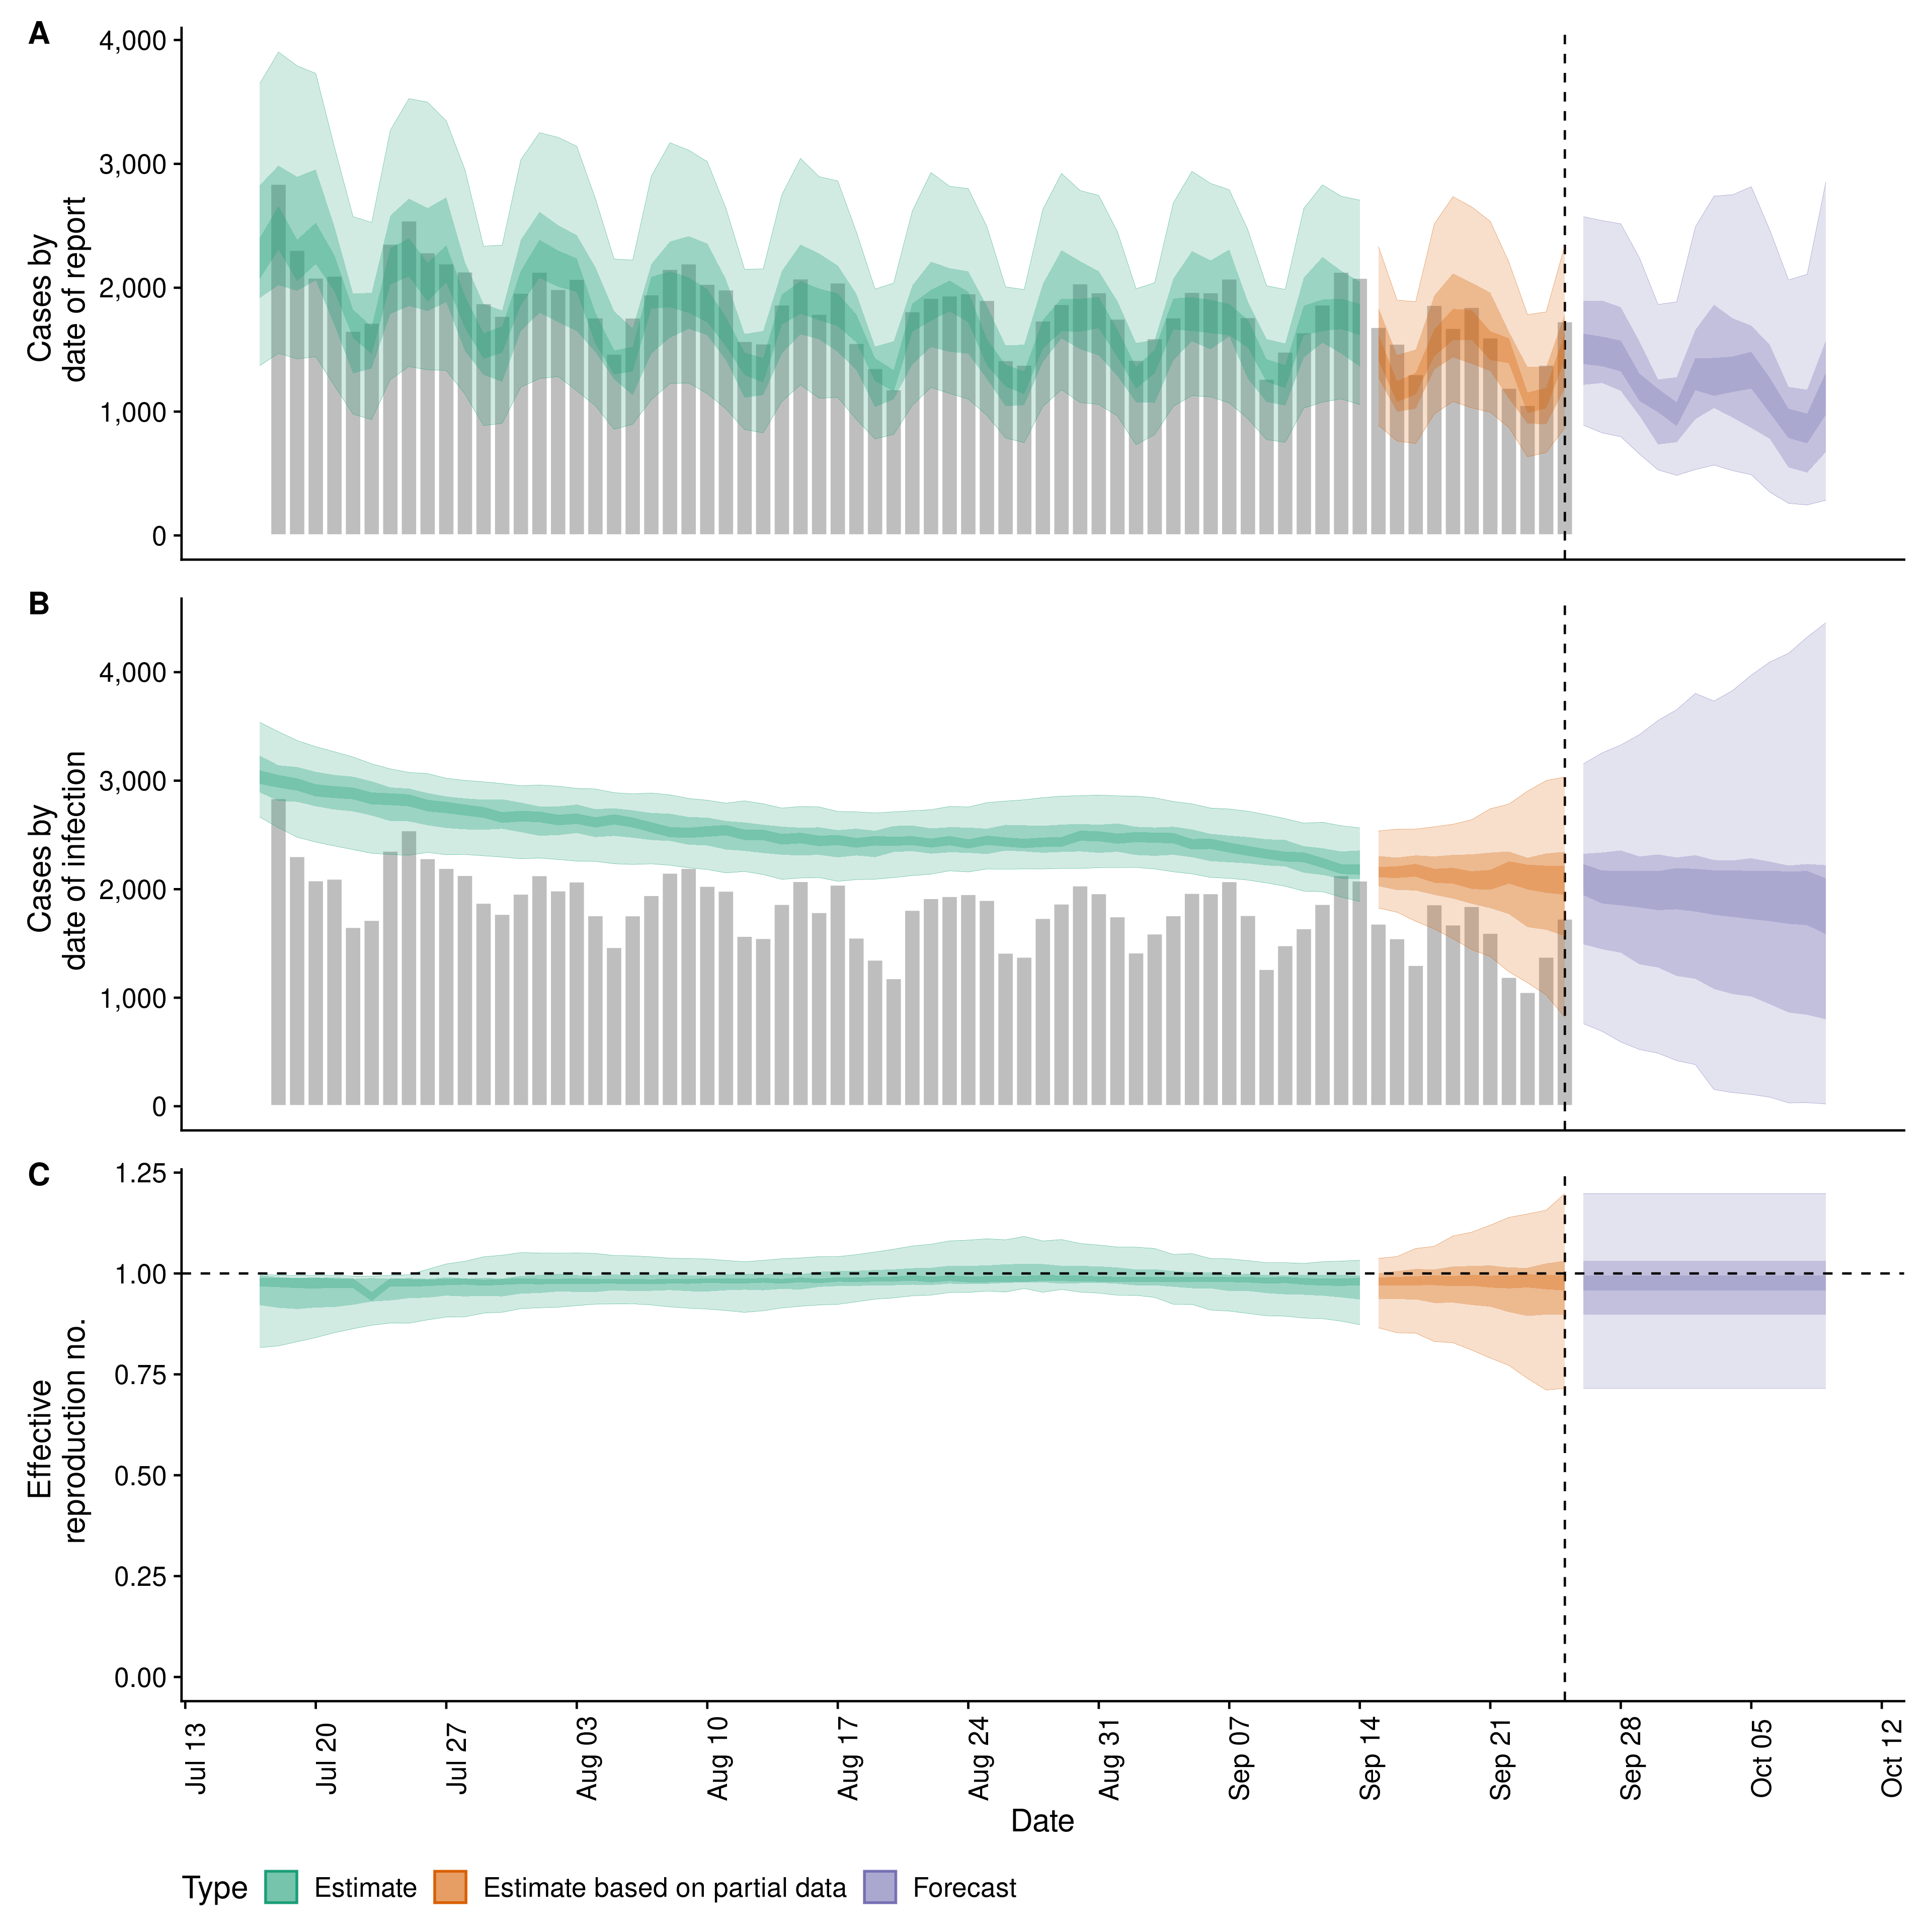 A
4,000
3,000
2,000
1,000
0
Cases by
date of report
B
4,000
3,000
2,000
1,000
0
Cases by
date of infection
C
1.25
1.00
0.75
0.50
0.25
0.00
Effective
reproduction no.
Jul 13
Jul 20
Jul 27
Aug 03
Aug 10
Aug 17
Aug 24
Aug 31
Sep 07
Sep 14
Sep 21
Sep 28
Oct 05
Oct 12
Date
Type Estimate Estimate based on partial data Forecast